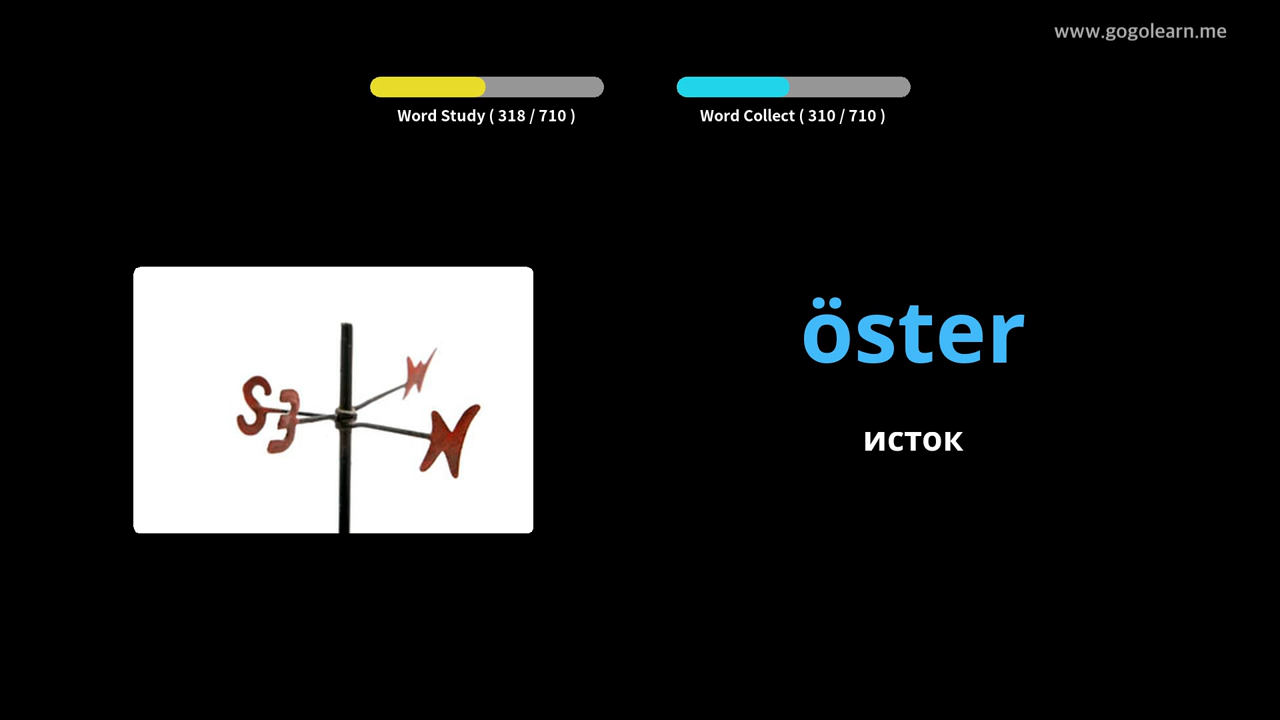 www.gogolearn.me
Word Study ( 318 / 710 )
Word Collect ( 310 / 710 )
öster
исток
S E N